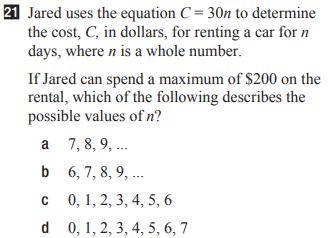 21 Jared uses the equation C = 30n to determine
the cost, C, in dollars, for renting a car for n
days, where n is a whole number.
If Jared can spend a maximum of $200 on the
rental, which of the following describes the
possible values of n?
a 7, 8, 9, ...
b 6, 7, 8, 9, ...
c 0, 1, 2, 3, 4, 5, 6
d 0, 1, 2, 3, 4, 5, 6, 7